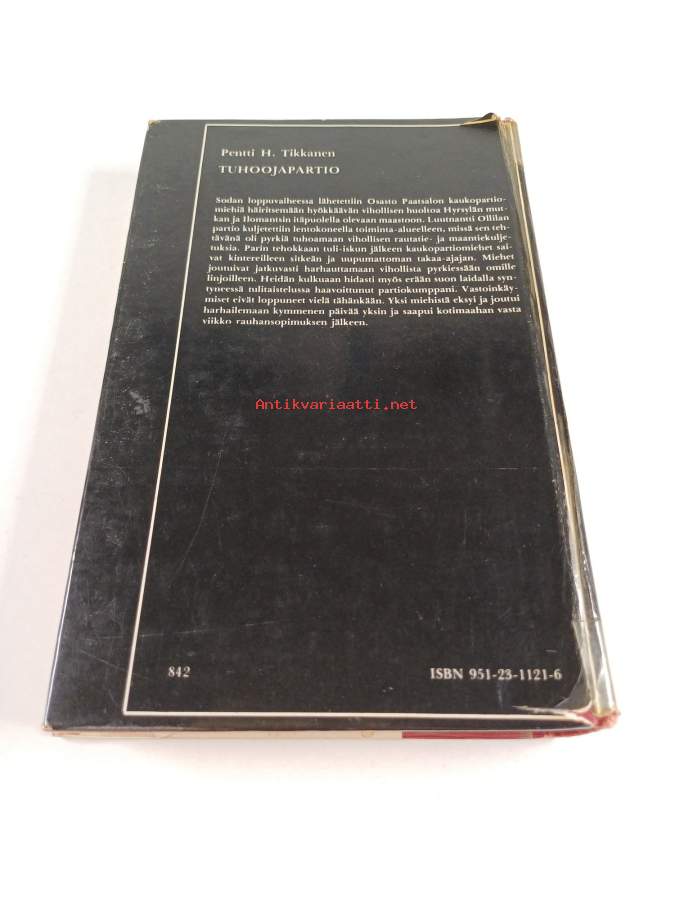 Pentti H. Tikkanen
TUHOOJAPARTIO
Sodan loppuvaiheessa lähetettiin Osasto Paatsalon kaukopartio-
miehiä häiritsemään hyökkäävän vihollisen huoltoa Hyrsylän mut-
kan ja Ilomantsin itäpuolella olevaan maastoon. Luutnantti Ollilan
partio kuljetettiin lentokoneella toiminta-alueelleen, missä sen teh-
tävänä oli pyrkiä tuhoamaan vihollisen rautatie- ja maantiekulje-
tuksia. Parin tehokkaan tuli-iskun jälkeen kaukopartiomiehet sai-
vat kintereilleen sitkeän ja uupumattoman takaa-ajajan. Miehet
joutuivat jatkuvasti harhauttamaan vihollista pyrkiessään omille
linjoilleen. Heidän kulkuaan hidasti myös erään suon laidalla syn-
tyneessä tulitaistelussa haavoittunut partiokumppani. Vastoinkäy-
miset eivät loppuneet vielä tähänkään. Yksi miehistä eksyi ja joutui
harhailemaan kymmenen päivää yksin ja saapui kotimaahan vasta
viikko rauhansopimuksen jälkeen.
Antikvariaatti.net
842
ISBN 951-23-1121-6